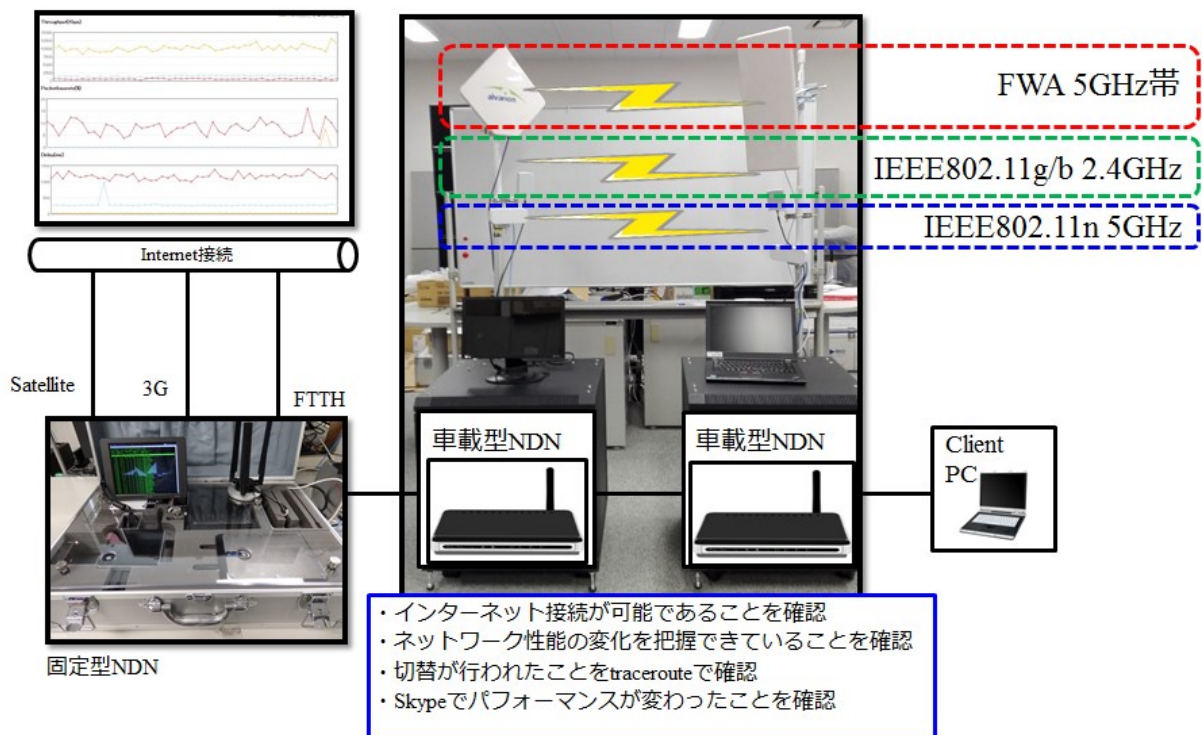 Throughput(Kbps)
Delay(ms)
Internet接続
Satellite
3G
FTTH
固定型NDN
alvarion
FWA 5GHz帯
IEEE802.11g/b 2.4GHz
IEEE802.11n 5GHz
車載型NDN
車載型NDN
Client
PC
・インターネット接続が可能であることを確認
・ネットワーク性能の変化を把握できていることを確認
・切替が行われたことをtracerouteで確認
・Skypeでパフォーマンスが変わったことを確認